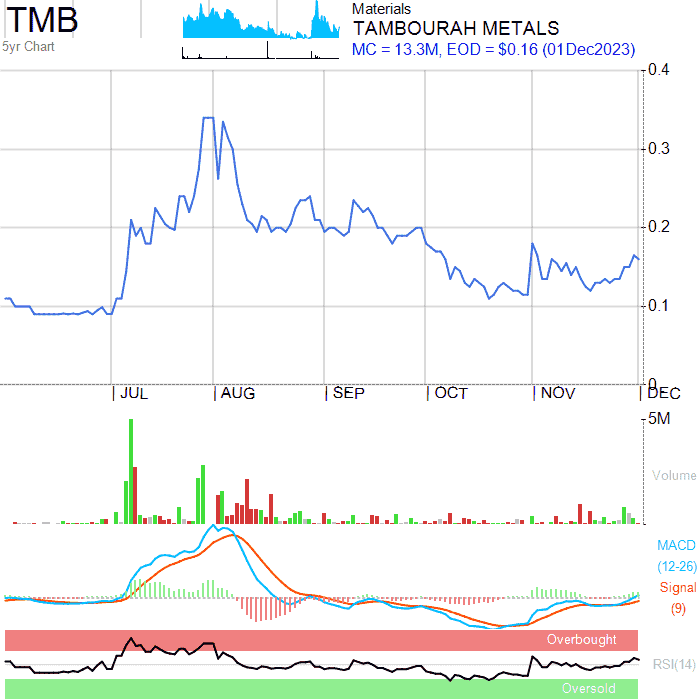 TMB
5yr Chart
Materials
TAMBOURAH METALS
MC = 13.3M, EOD = $0.16 (01Dec2023)
0.4
0.3
0.2
0.1
0
JUL AUG SEP OCT NOV DEC
5M
Volume
MACD
(12-26)
Signal
(9)
Overbought
RSI(14)
Oversold